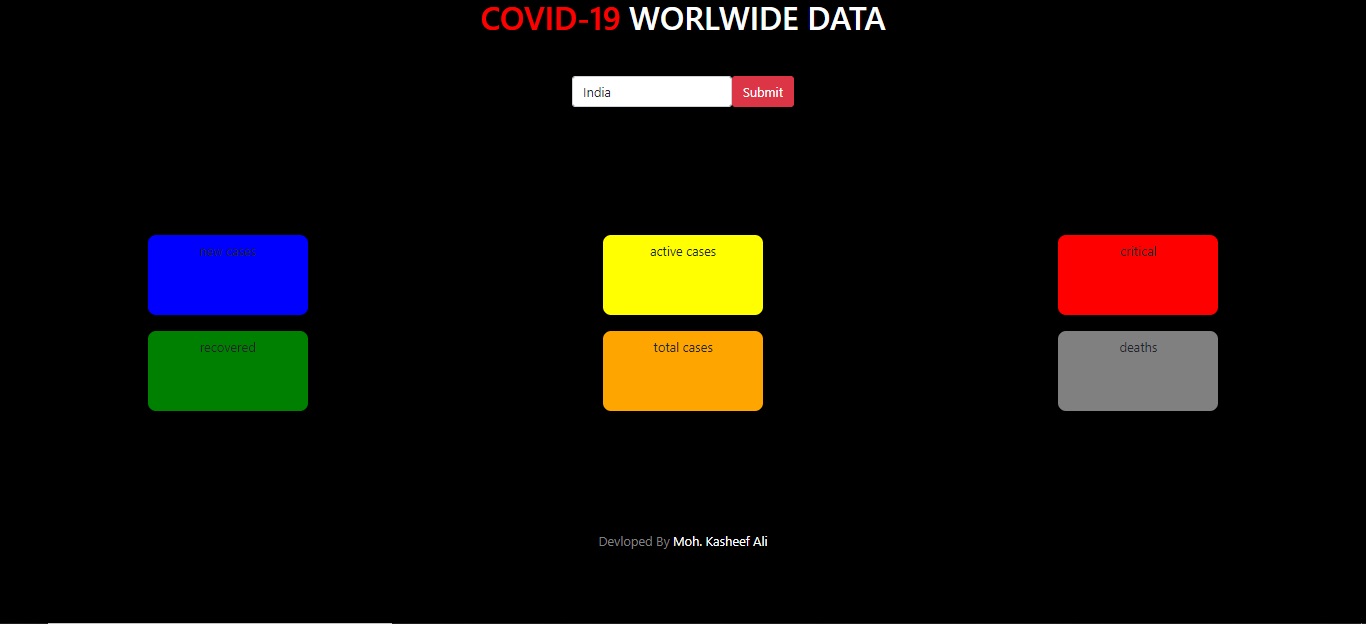 COVID-19 WORLWIDE DATA
India Submit
new cases active cases critical
recovered total cases deaths
Devloped By Moh. Kasheef Ali